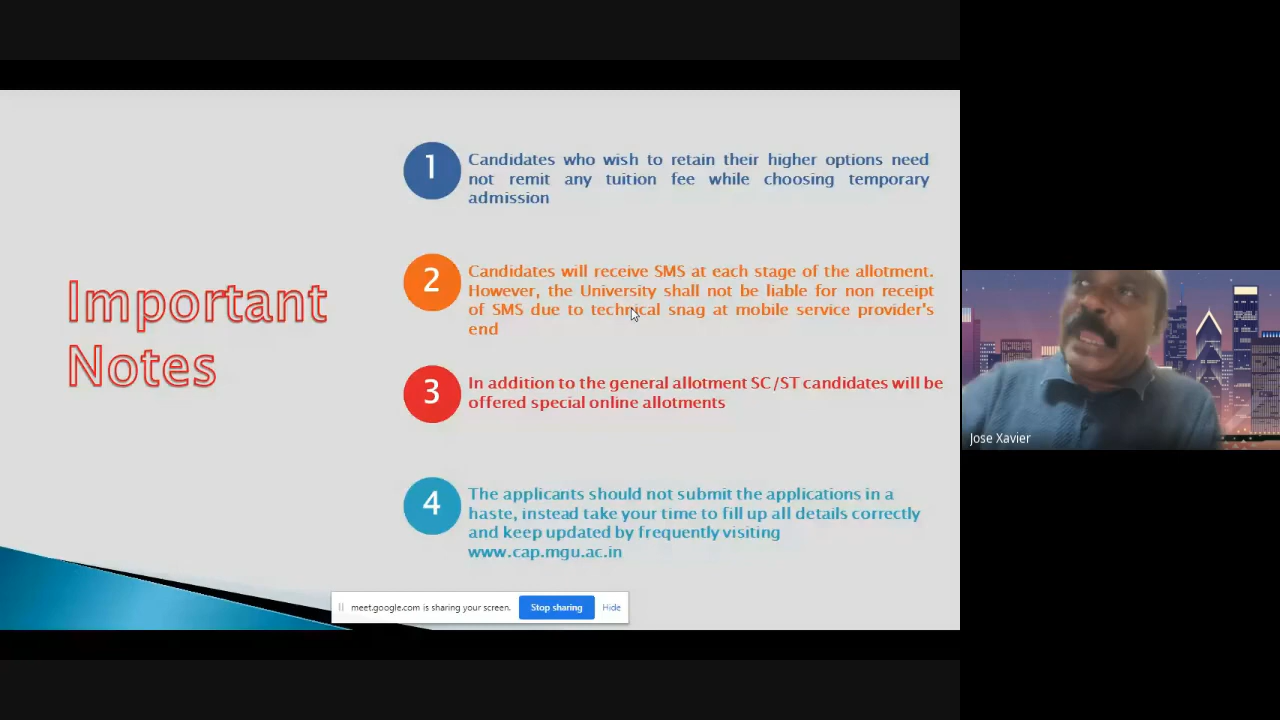 Important
Notes
1
Candidates who wish to retain their higher options need
not remit any tuition fee while choosing temporary
admission
2
Candidates will receive SMS at each stage of the allotment.
However, the University shall not be liable for non receipt
of SMS due to technical snag at mobile service provider's
end
3
In addition to the general allotment SC/ST candidates will be
offered special online allotments
4
The applicants should not submit the applications in a
haste, instead take your time to fill up all details correctly
and keep updated by frequently visiting
www.cap.mgu.ac.in
meet.google.com is sharing your screen.
Stop sharing
Hide
Jose Xavier